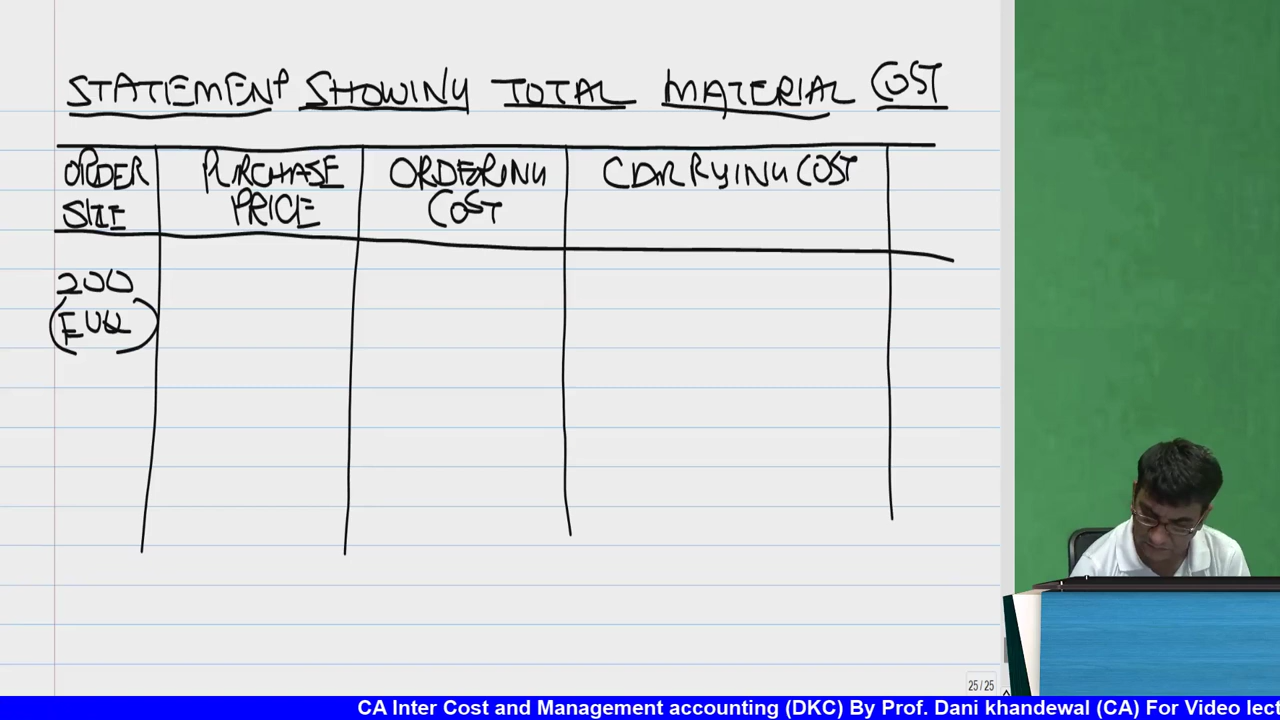 STATEMENT SHOWING TOTAL MATERIAL COST
ORDER SIZE
PURCHASE PRICE
ORDERING COST
CARRYING COST
200
(EOQ)
25/25
CA Inter Cost and Management accounting (DKC) By Prof. Dani khandewal (CA) For Video lect